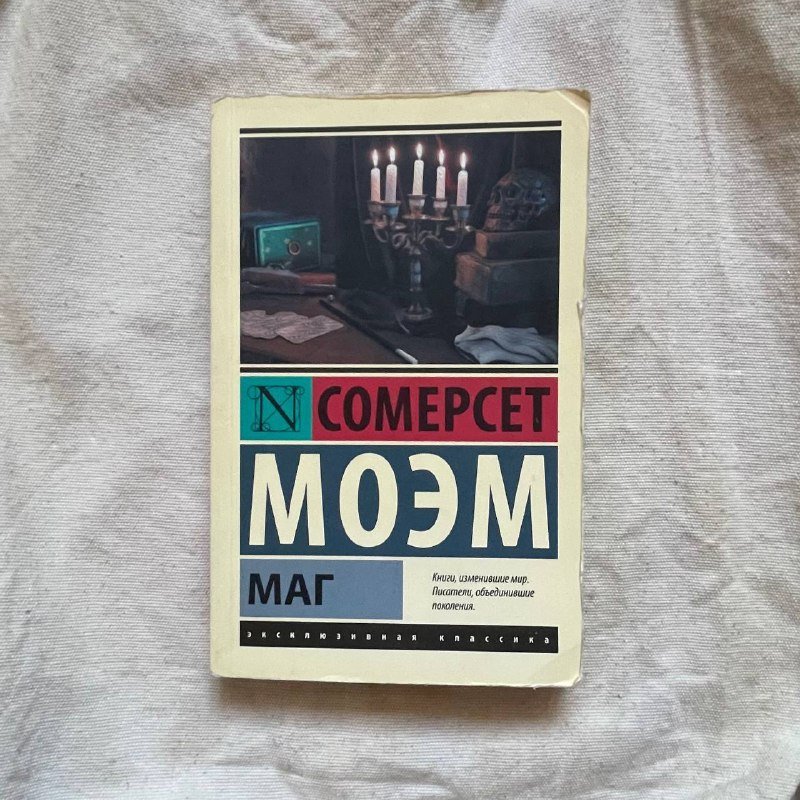 N СОМЕРСЕТ
МОЭМ
МАГ
Книги, изменившие мир.
Писатели, объединившие
поколения.
эксклюзивная классика